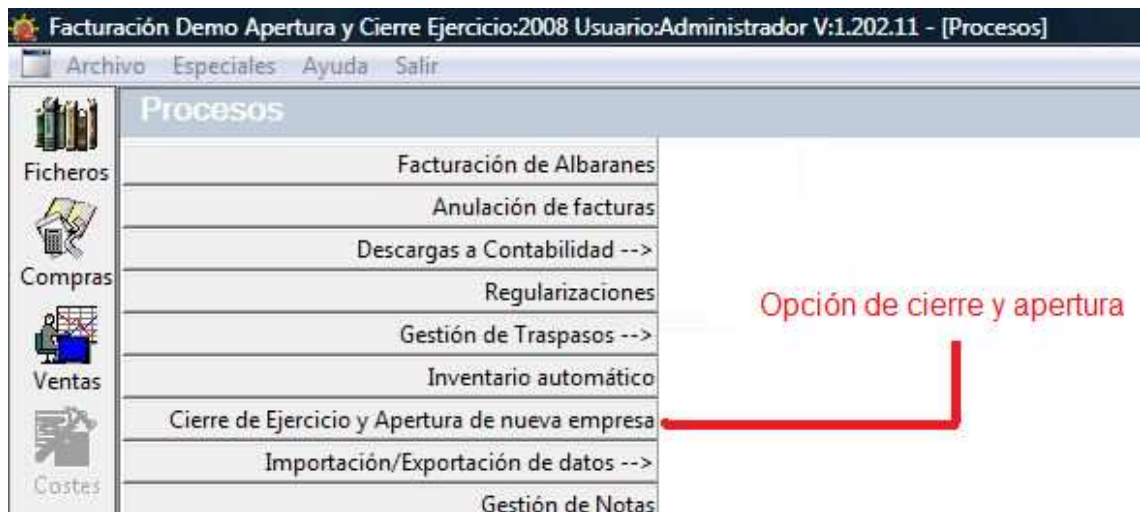 Facturación Demo Apertura y Cierre Ejercicio:2008 Usuario:Administrador V:1.202.11 - [Procesos]
Archivo Especiales Ayuda Salir
Procesos
Ficheros
Compras
Ventas
Costes
Facturación de Albaranes
Anulación de facturas
Descargas a Contabilidad -->
Regularizaciones
Gestión de Traspasos -->
Inventario automático
Cierre de Ejercicio y Apertura de nueva empresa
Importación/Exportación de datos -->
Gestión de Notas
Opción de cierre y apertura